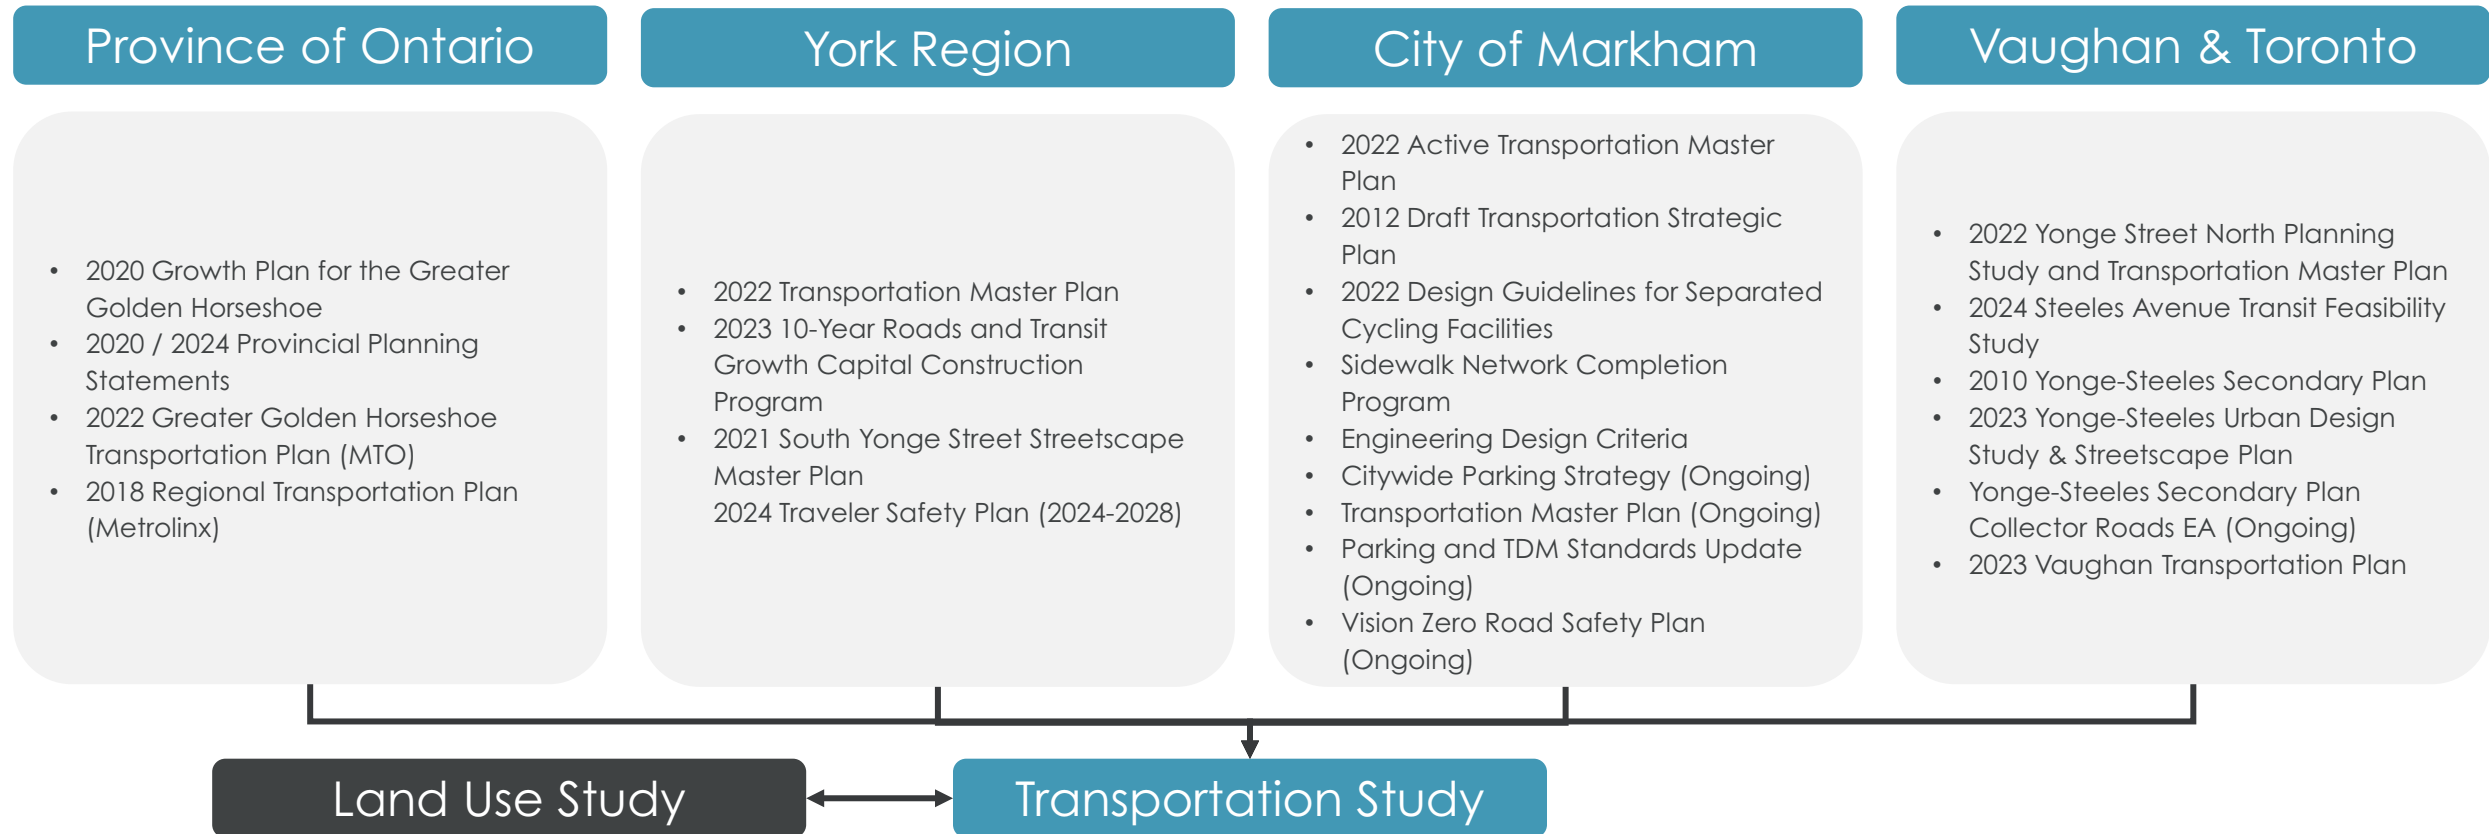 Province of Ontario
• 2020 Growth Plan for the Greater
Golden Horseshoe
• 2020 / 2024 Provincial Planning
Statements
• 2022 Greater Golden Horseshoe
Transportation Plan (MTO)
• 2018 Regional Transportation Plan
(Metrolinx)
York Region
• 2022 Transportation Master Plan
• 2023 10-Year Roads and Transit
Growth Capital Construction
Program
• 2021 South Yonge Street Streetscape
Master Plan
2024 Traveler Safety Plan (2024-2028)
City of Markham
• 2022 Active Transportation Master
Plan
• 2012 Draft Transportation Strategic
Plan
• 2022 Design Guidelines for Separated
Cycling Facilities
• Sidewalk Network Completion
Program
• Engineering Design Criteria
• Citywide Parking Strategy (Ongoing)
• Transportation Master Plan (Ongoing)
• Parking and TDM Standards Update
(Ongoing)
• Vision Zero Road Safety Plan
(Ongoing)
Vaughan & Toronto
• 2022 Yonge Street North Planning
Study and Transportation Master Plan
• 2024 Steeles Avenue Transit Feasibility
Study
• 2010 Yonge-Steeles Secondary Plan
• 2023 Yonge-Steeles Urban Design
Study & Streetscape Plan
• Yonge-Steeles Secondary Plan
Collector Roads EA (Ongoing)
• 2023 Vaughan Transportation Plan
Land Use Study
Transportation Study